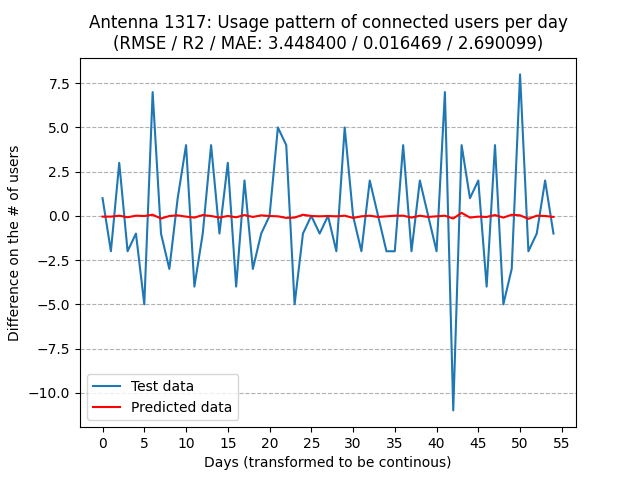 Antenna 1317: Usage pattern of connected users per day
(RMSE / R2 / MAE: 3.448400 / 0.016469 / 2.690099)
Difference on the # of users
7.5
5.0
2.5
0.0
−2.5
−5.0
−7.5
−10.0
Test data
Predicted data
0 5 10 15 20 25 30 35 40 45 50 55
Days (transformed to be continous)